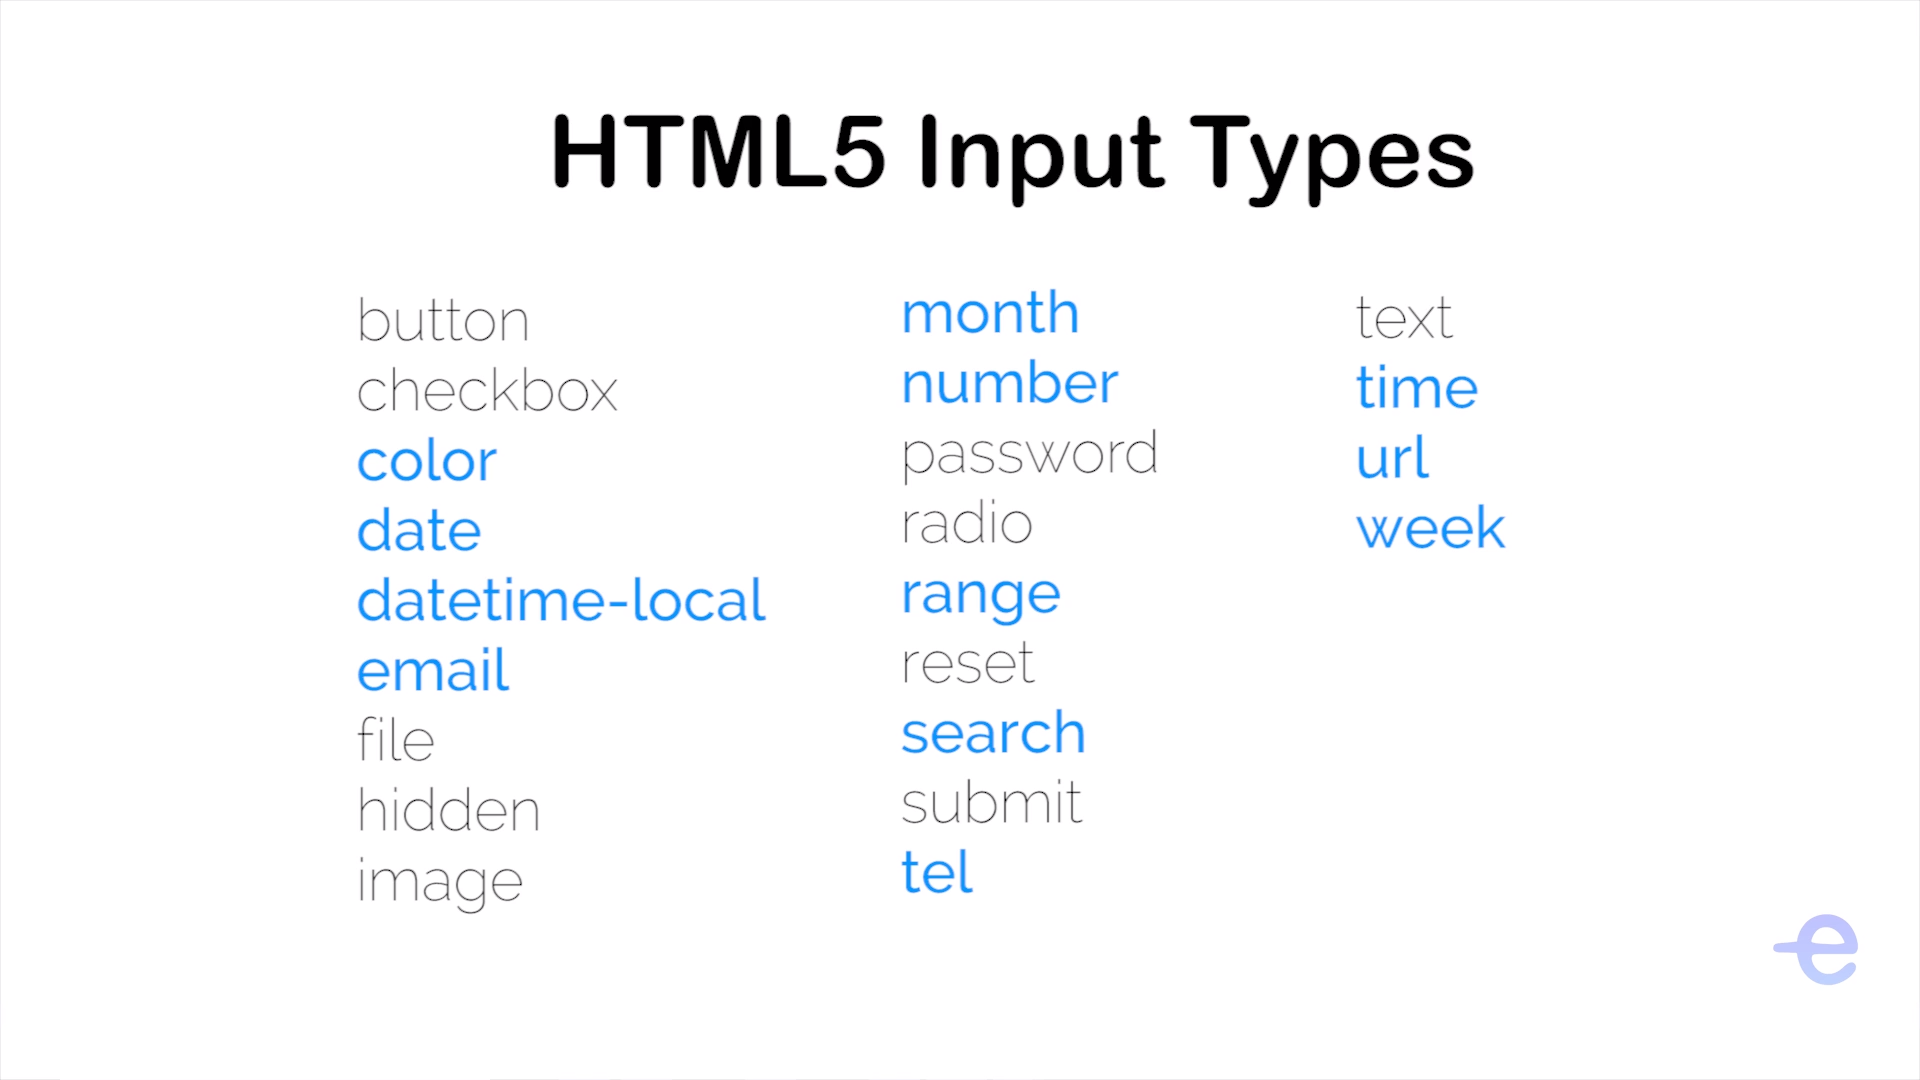 HTML5 Input Types
button
checkbox
color
date
datetime-local
email
file
hidden
image
month
number
password
radio
range
reset
search
submit
tel
text
time
url
week
e